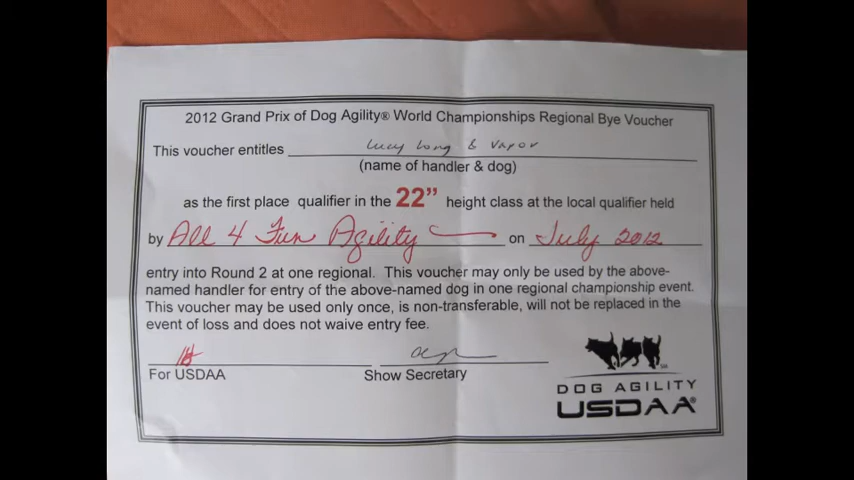 2012 Grand Prix of Dog Agility® World Championships Regional Bye Voucher
This voucher entitles Lucy Long & Vapor
(name of handler & dog)
as the first place qualifier in the 22” height class at the local qualifier held
by All 4 Fun Agility on July 2012
entry into Round 2 at one regional. This voucher may only be used by the above-
named handler for entry of the above-named dog in one regional championship event.
This voucher may be used only once, is non-transferable, will not be replaced in the
event of loss and does not waive entry fee.
For USDAA Show Secretary
DOG AGILITY
USDAA®